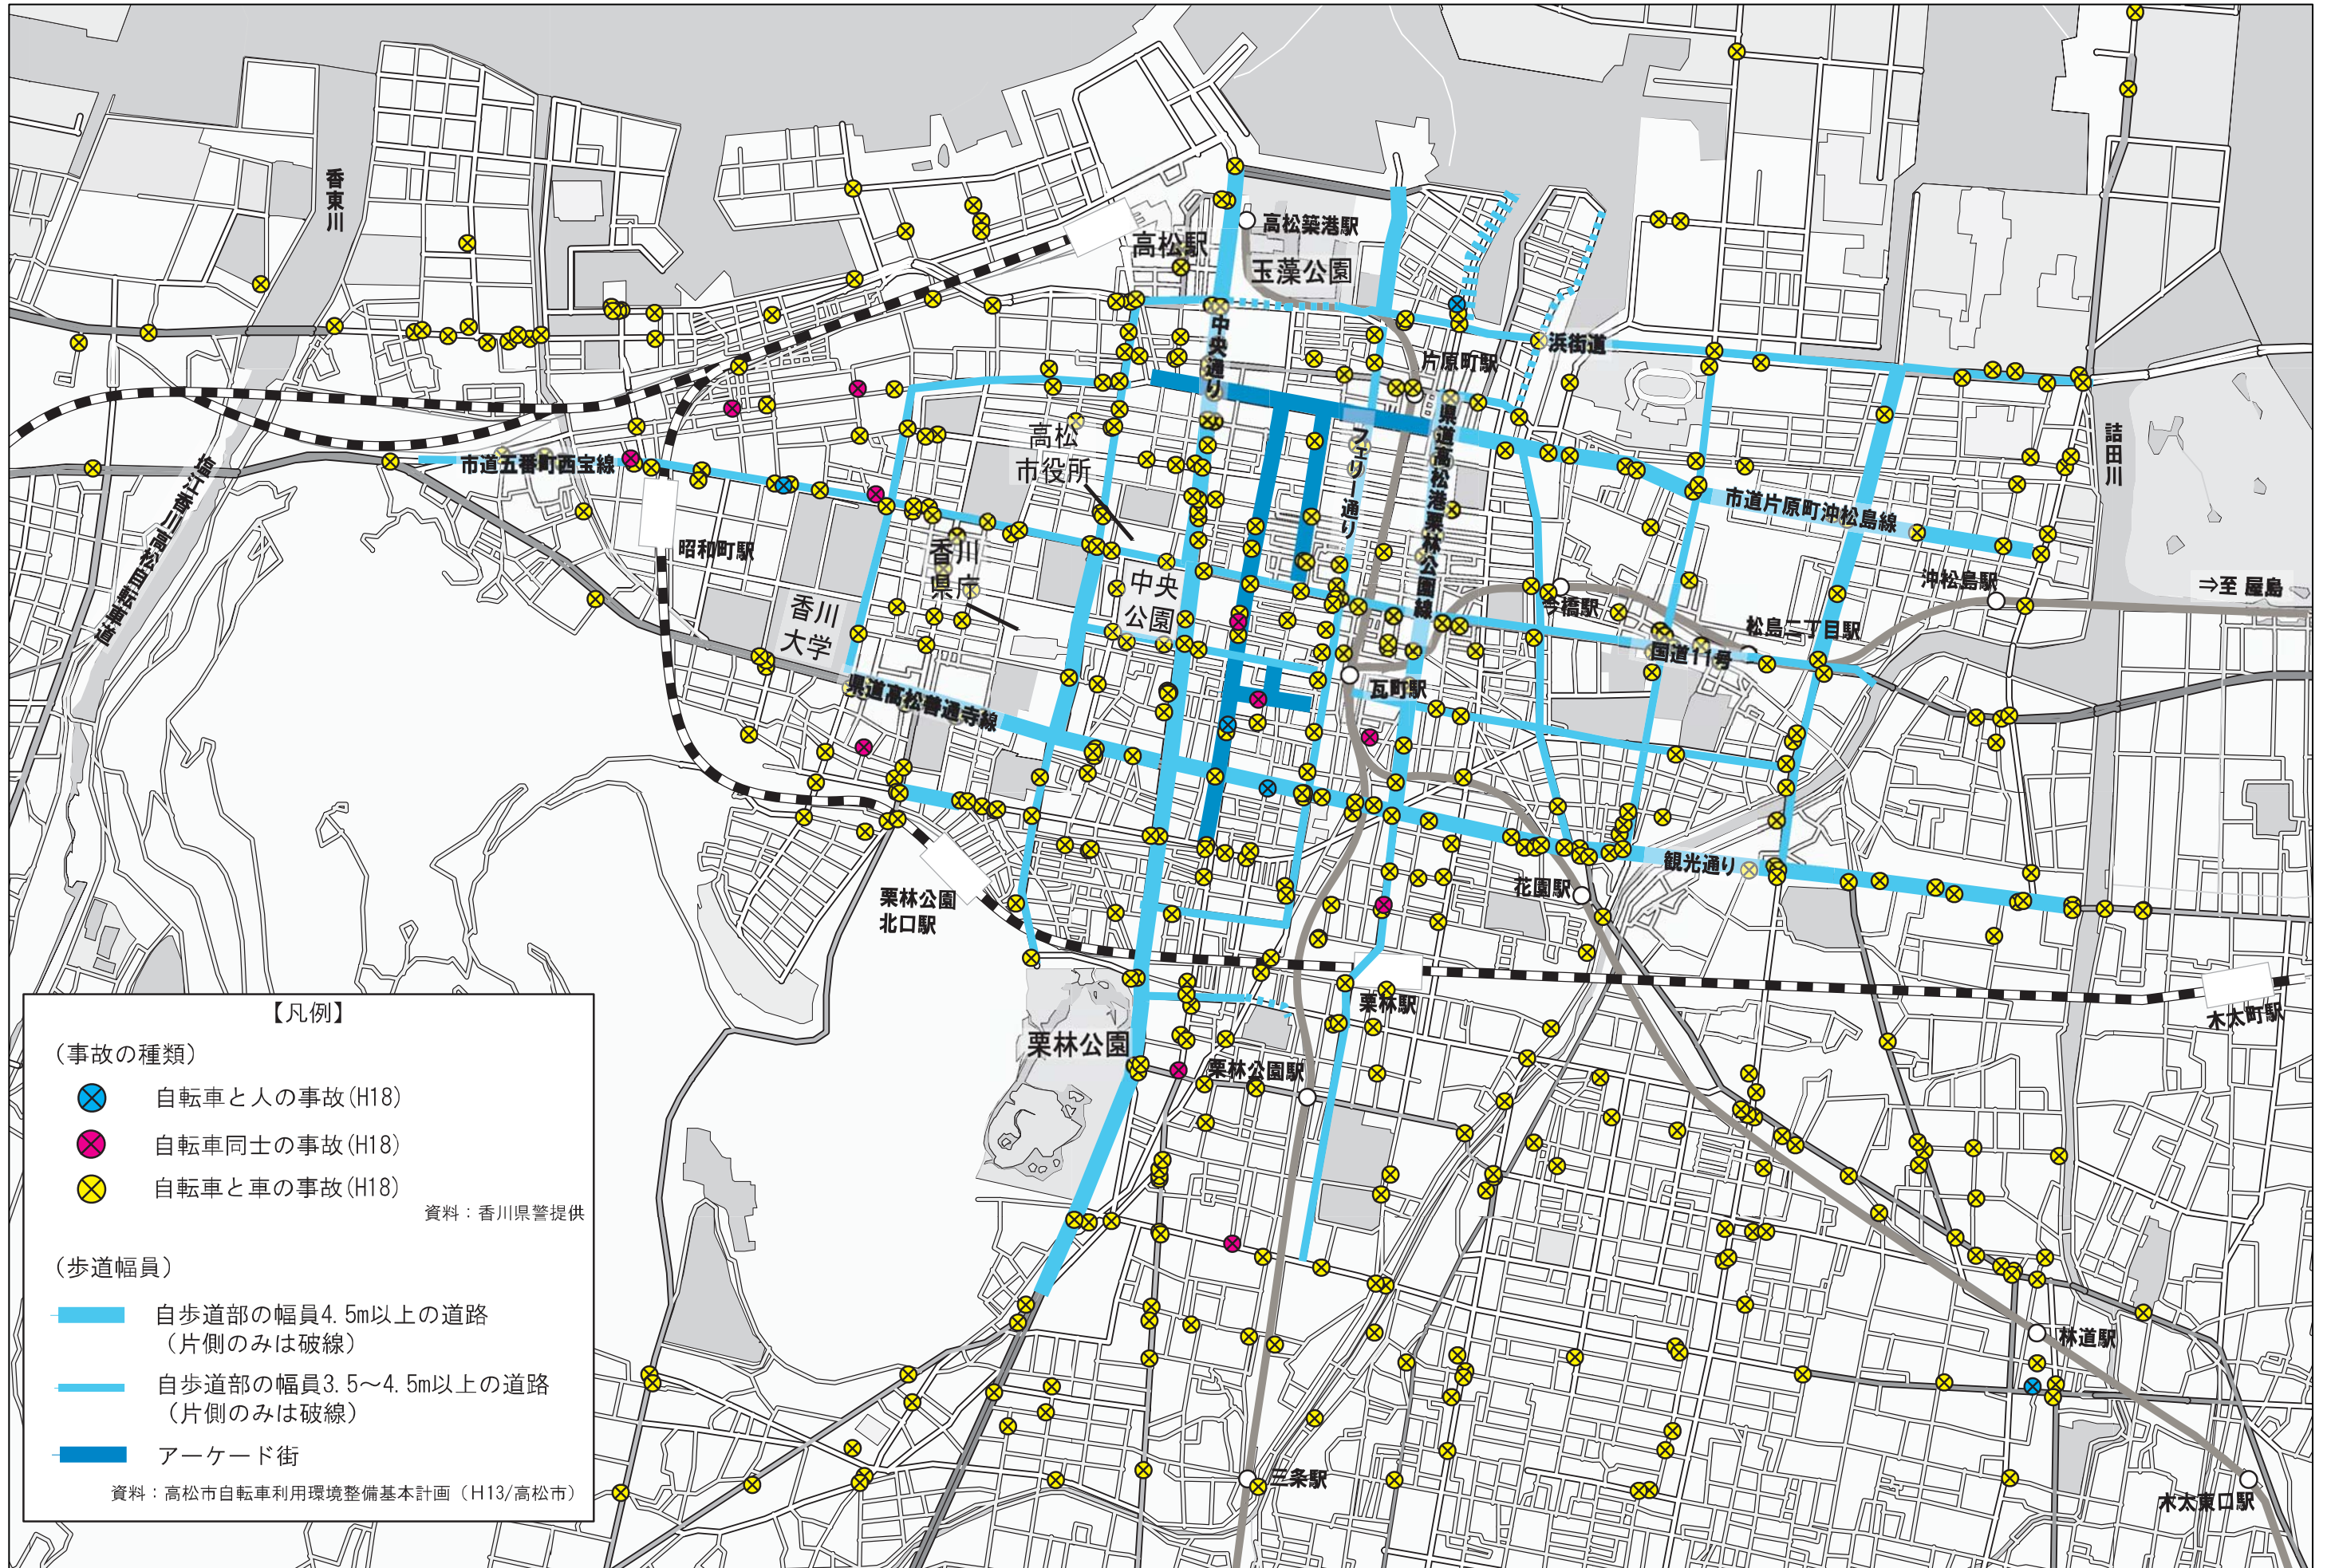 香東川
高松築港駅
高松駅
玉藻公園
中央通り
浜街道
片原町駅
高松
市役所
フェリー通り
県道高松港栗林公園線
詰田川
市道五番町西宝線
塩江香川高松自転車道
市道片原町沖松島線
昭和町駅
香川
県庁
中央
公園
沖松島駅
⇒至 屋島
今橋駅
香川
大学
松島二丁目駅
国道11号
瓦町駅
県道高松善通寺線
観光通り
花園駅
栗林公園
北口駅
栗林駅
木太町駅
栗林公園
栗林公園駅
林道駅
三条駅
木太東口駅
【凡例】
(事故の種類)
自転車と人の事故(H18)
自転車同士の事故(H18)
自転車と車の事故(H18)
資料：香川県警提供
(歩道幅員)
自歩道部の幅員4.5m以上の道路
(片側のみは破線)
自歩道部の幅員3.5～4.5m以上の道路
(片側のみは破線)
アーケード街
資料：高松市自転車利用環境整備基本計画（H13/高松市）